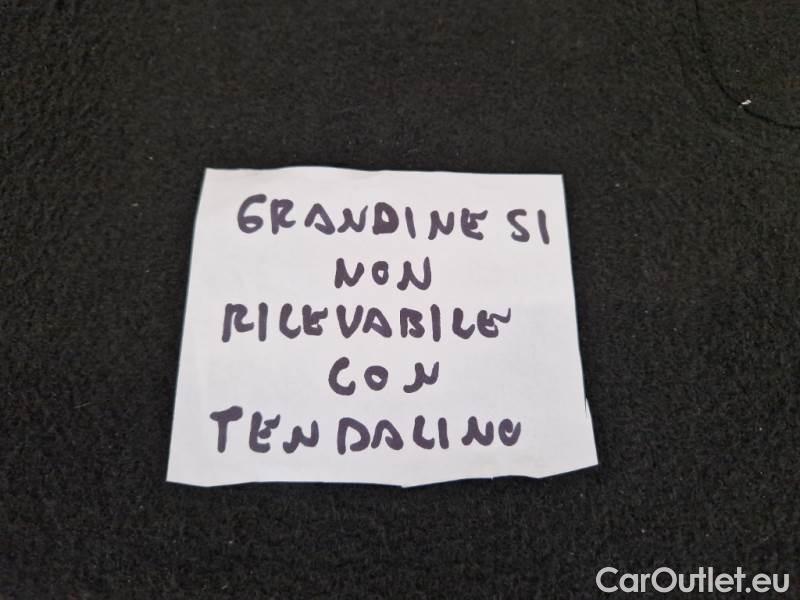 GRANDINE SI
NON
RILEVABILE
CON
TENDALINO
CarOutlet.eu